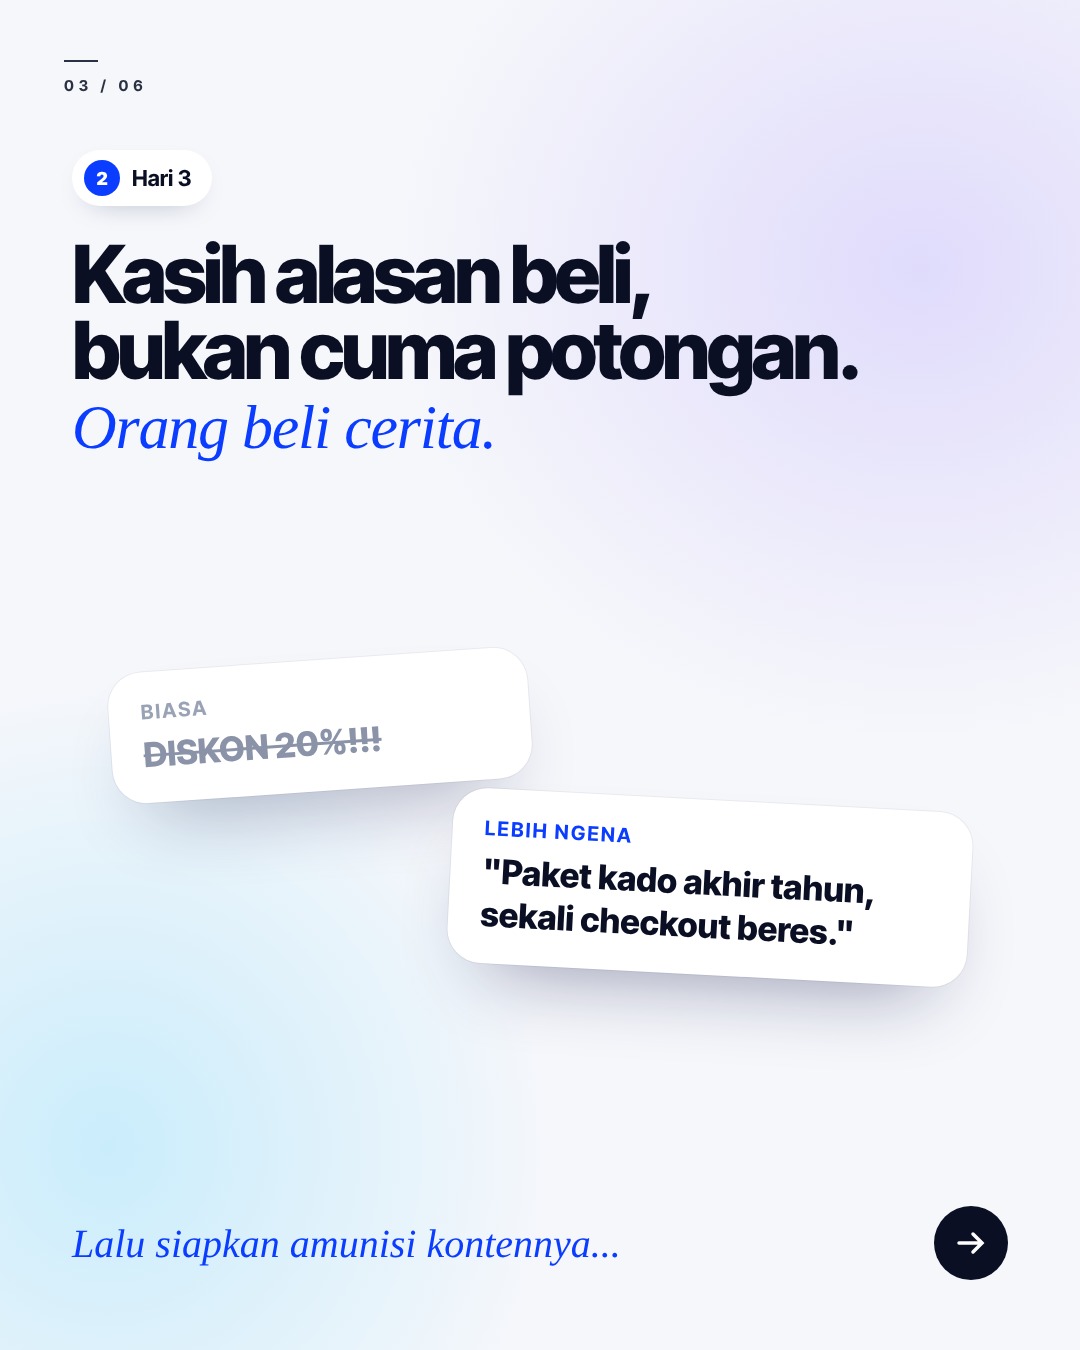 03 / 06
2 Hari 3
Kasih alasan beli,
bukan cuma potongan.
Orang beli cerita.
BIASA
DISKON 20%!!!
LEBIH NGENA
"Paket kado akhir tahun,
sekali checkout beres."
Lalu siapkan amunisi kontennya...